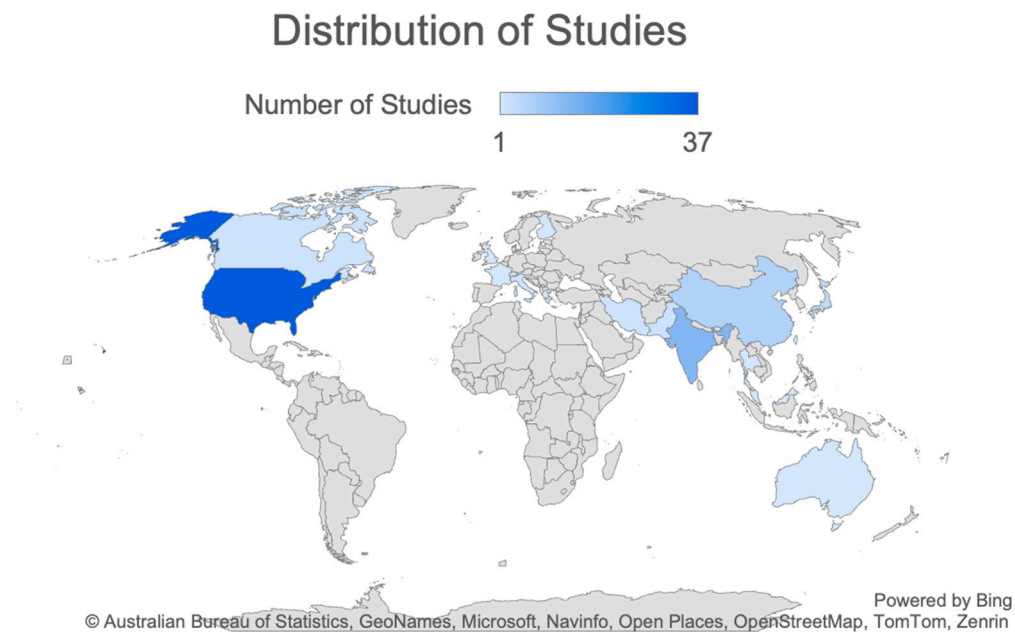 Distribution of Studies
Number of Studies
1 37
Powered by Bing
© Australian Bureau of Statistics, GeoNames, Microsoft, Navinfo, Open Places, OpenStreetMap, TomTom, Zenrin